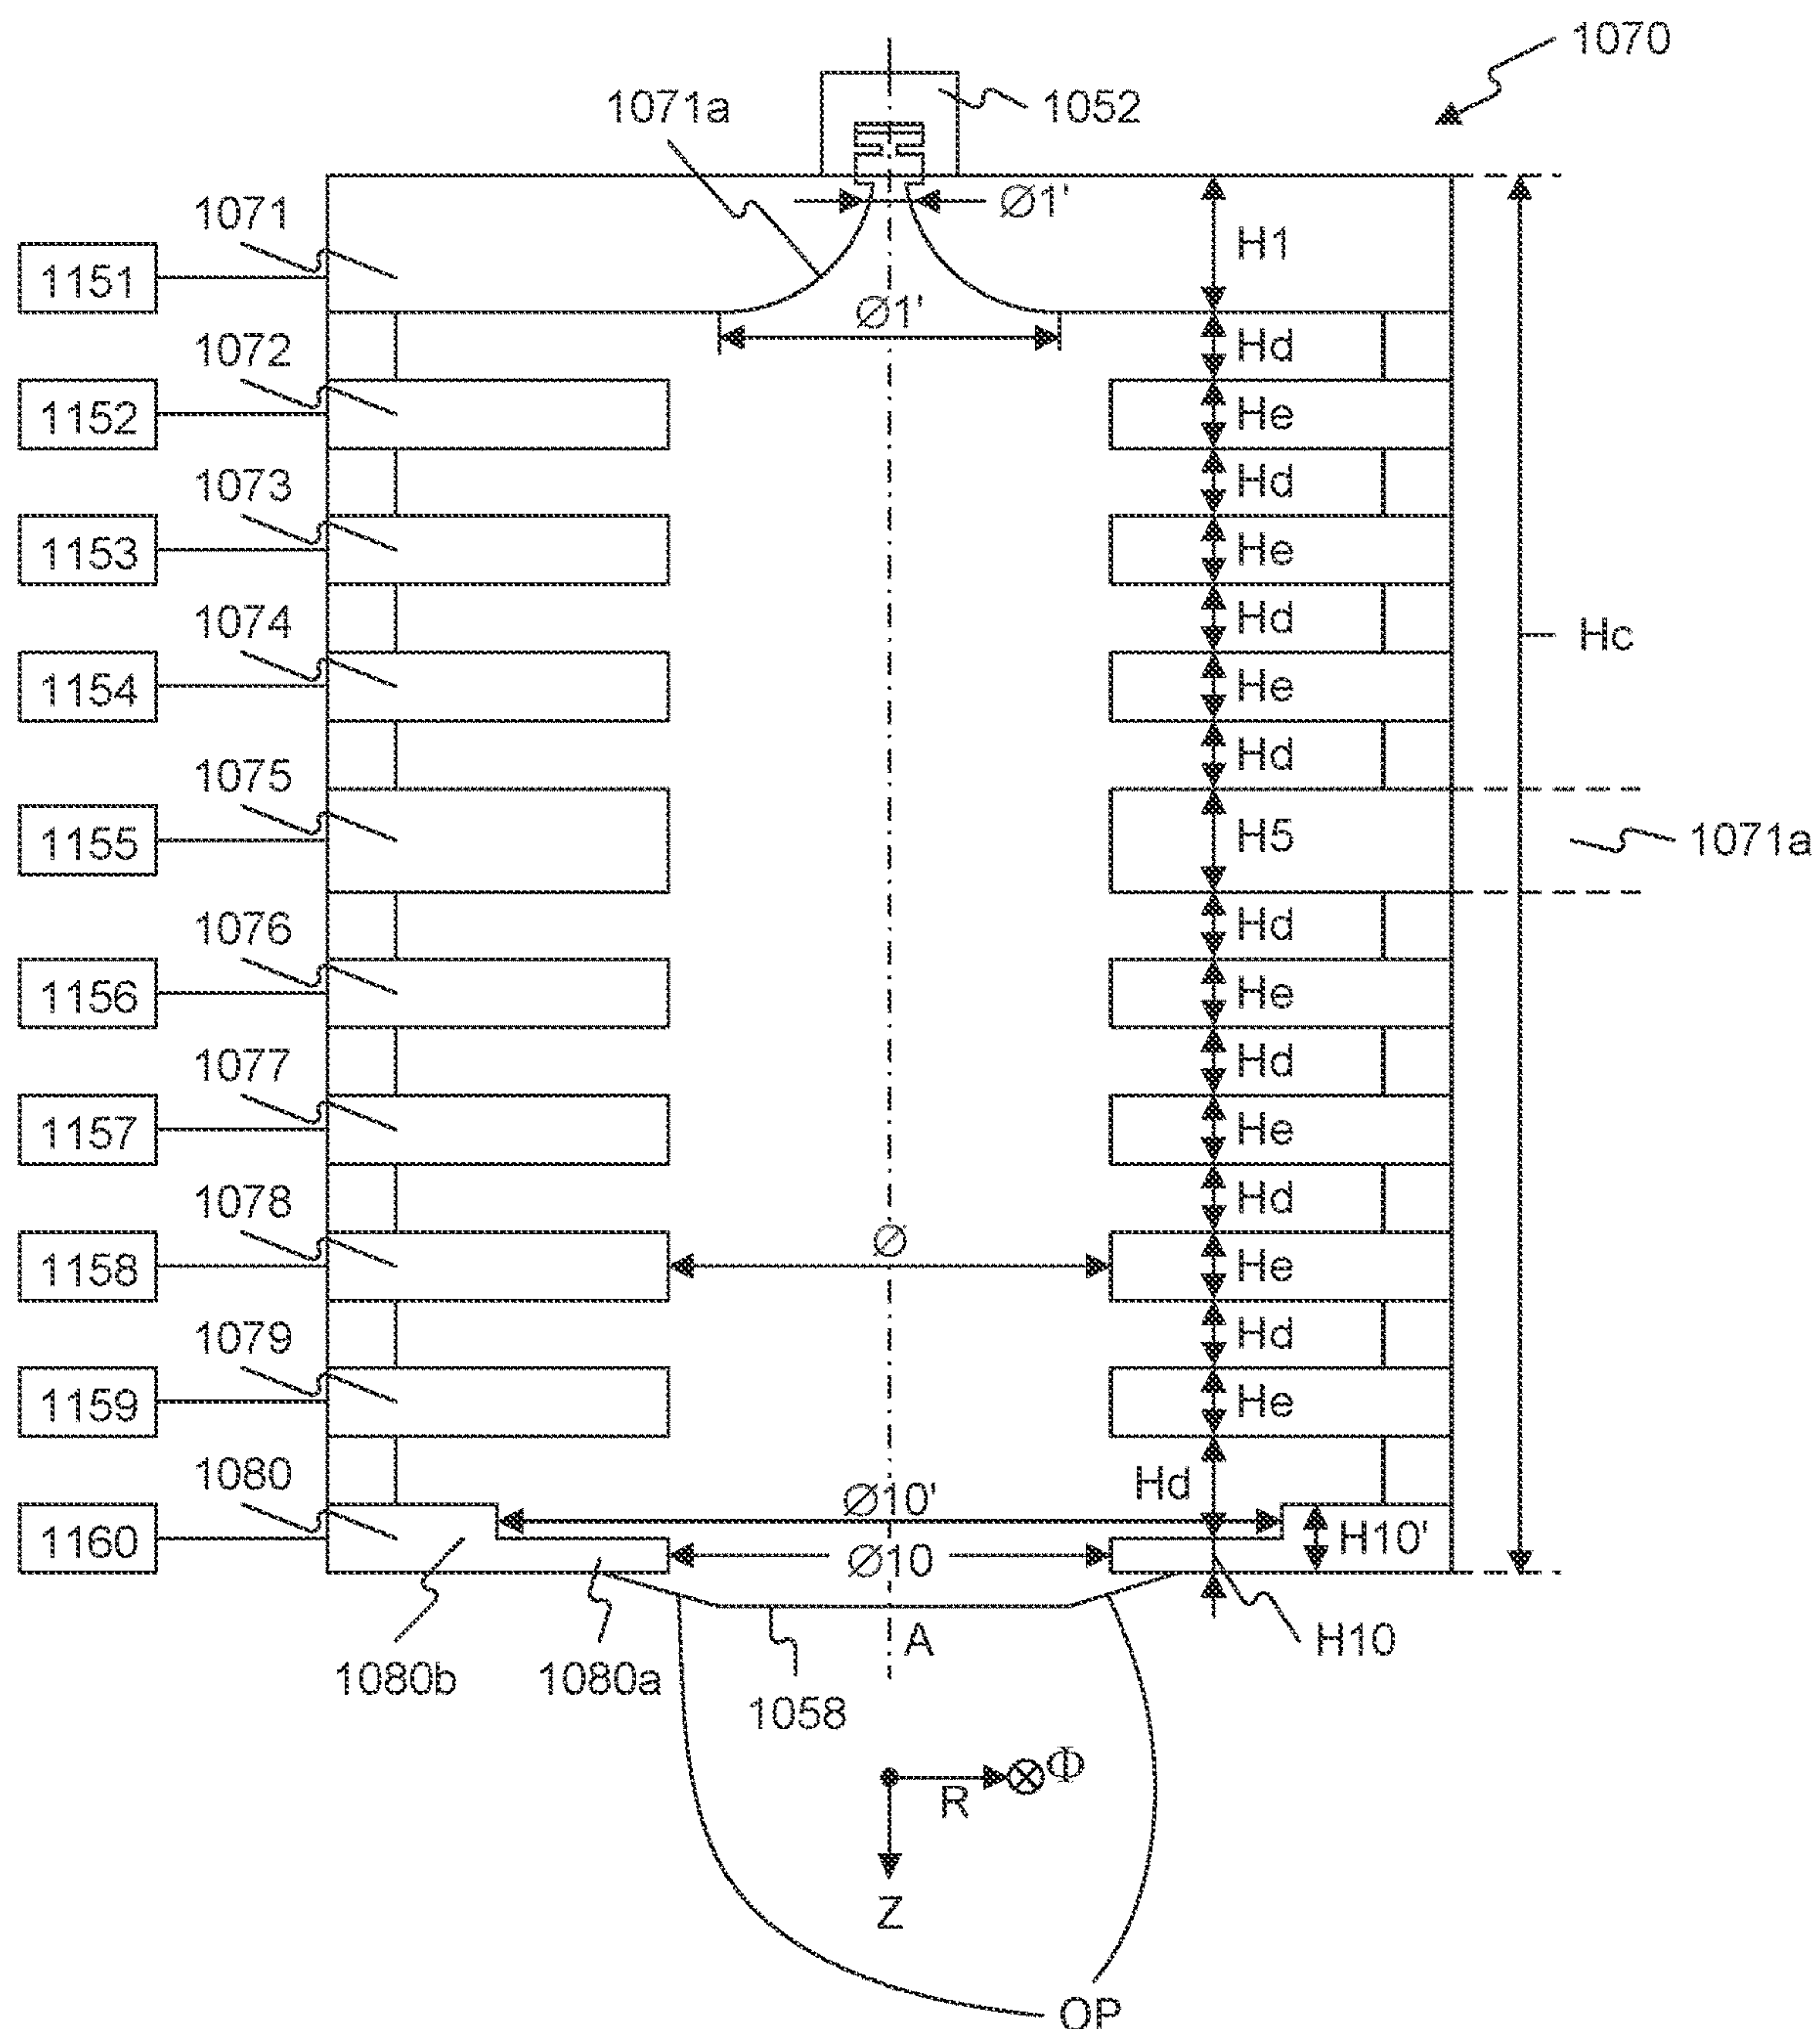 1070
1071a
1052
1071
Ø1'
1151
H1
Ø1'
1072
Hd
1152
He
1073
Hd
1153
He
1074
Hd
Hc
1154
He
1075
Hd
1155
H5
1071a
1076
Hd
1156
He
1077
Hd
1157
He
1078
Hd
Ø
1158
He
1079
Hd
1159
He
1080
Hd
Ø10'
1160
Ø10
H10'
A
H10
1080b
1080a
1058
Φ
R
Z
OP